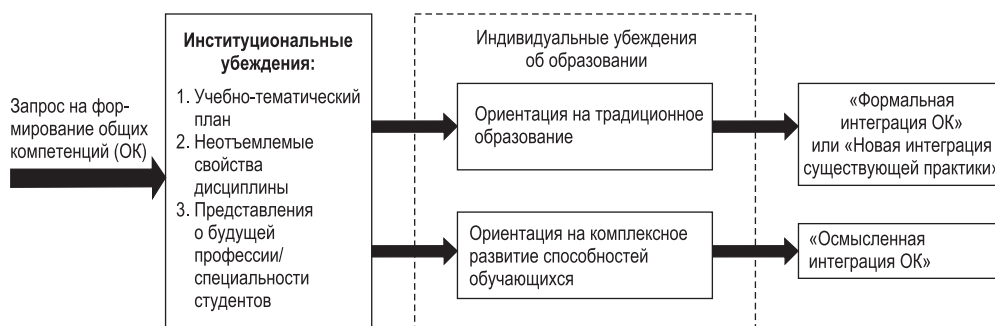 Запрос на фор-
мирование общих
компетенций (ОК)
Институциональные
убеждения:
1. Учебно-тематический
план
2. Неотъемлемые
свойства
дисциплины
3. Представления
о будущей
профессии/
специальности
студентов
Индивидуальные убеждения
об образовании
Ориентация на традиционное
образование
Ориентация на комплексное
развитие способностей
обучающихся
«Формальная
интеграция ОК»
или «Новая интеграция
существующей практики»
«Осмысленная
интеграция ОК»